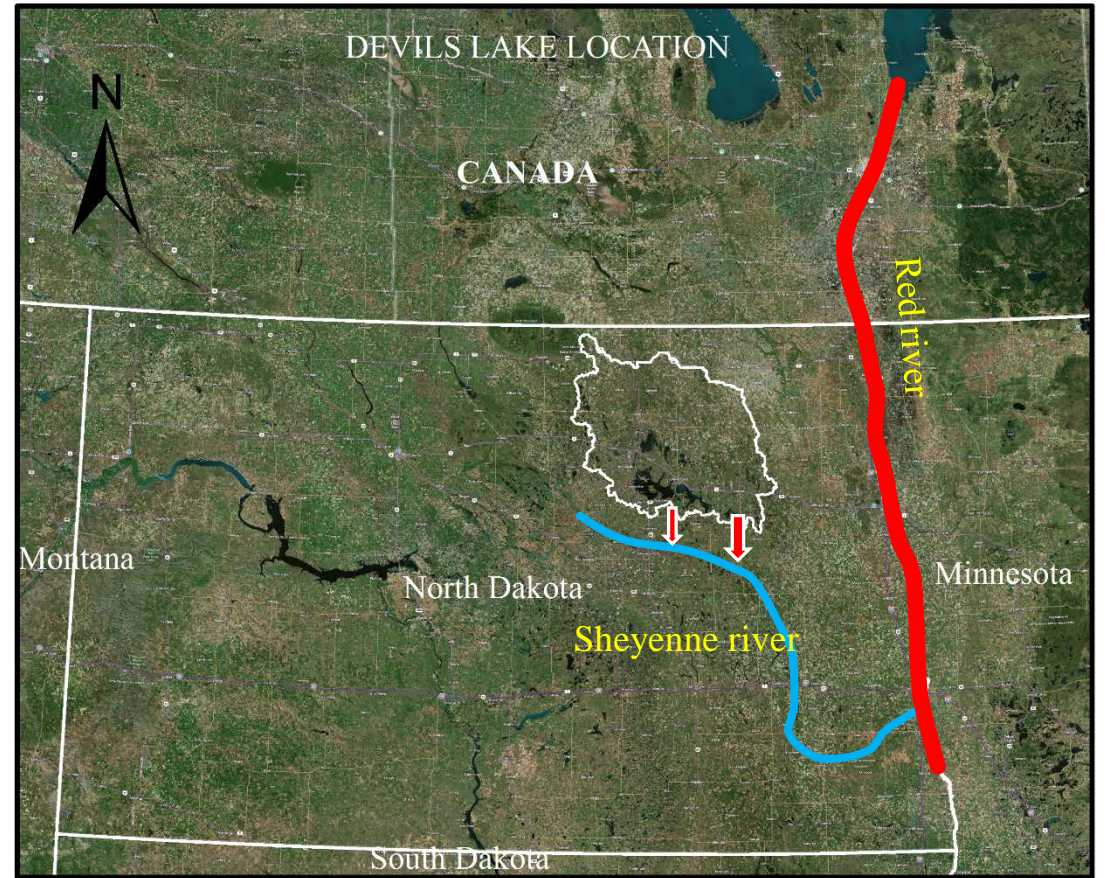 DEVILS LAKE LOCATION
N
CANADA
Red river
Montana
North Dakota
Minnesota
Sheyenne river
South Dakota